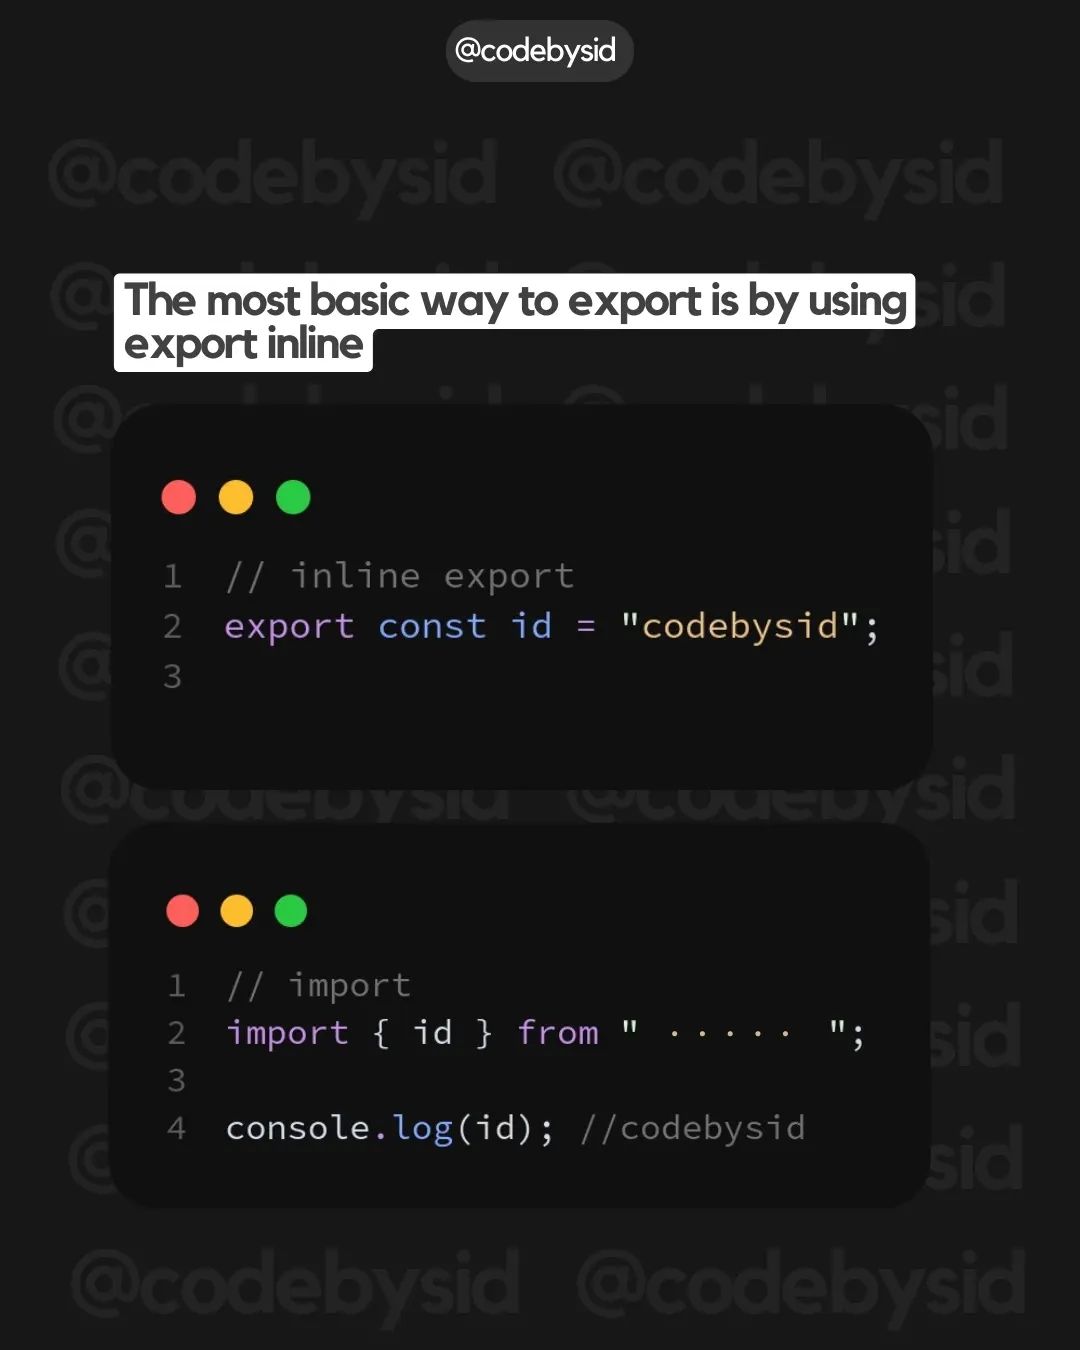 @codebysid
@codebysid @codebysid
The most basic way to export is by using
export inline
1 // inline export
2 export const id = "codebysid";
3
1 // import
2 import { id } from " ····· ";
3
4 console.log(id); //codebysid
@codebysid @codebysid